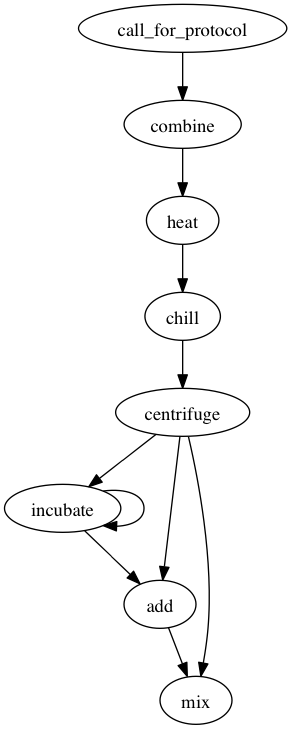 call_for_protocol
combine
heat
chill
centrifuge
incubate
add
mix